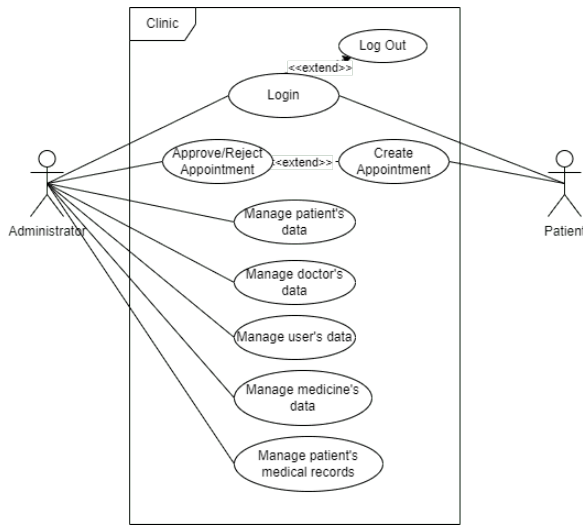 Clinic
Log Out
<<extend>>
Login
Approve/Reject
Appointment
<<extend>>
Create
Appointment
Administrator
Patient
Manage patient's
data
Manage doctor's
data
Manage user's data
Manage medicine's
data
Manage patient's
medical records